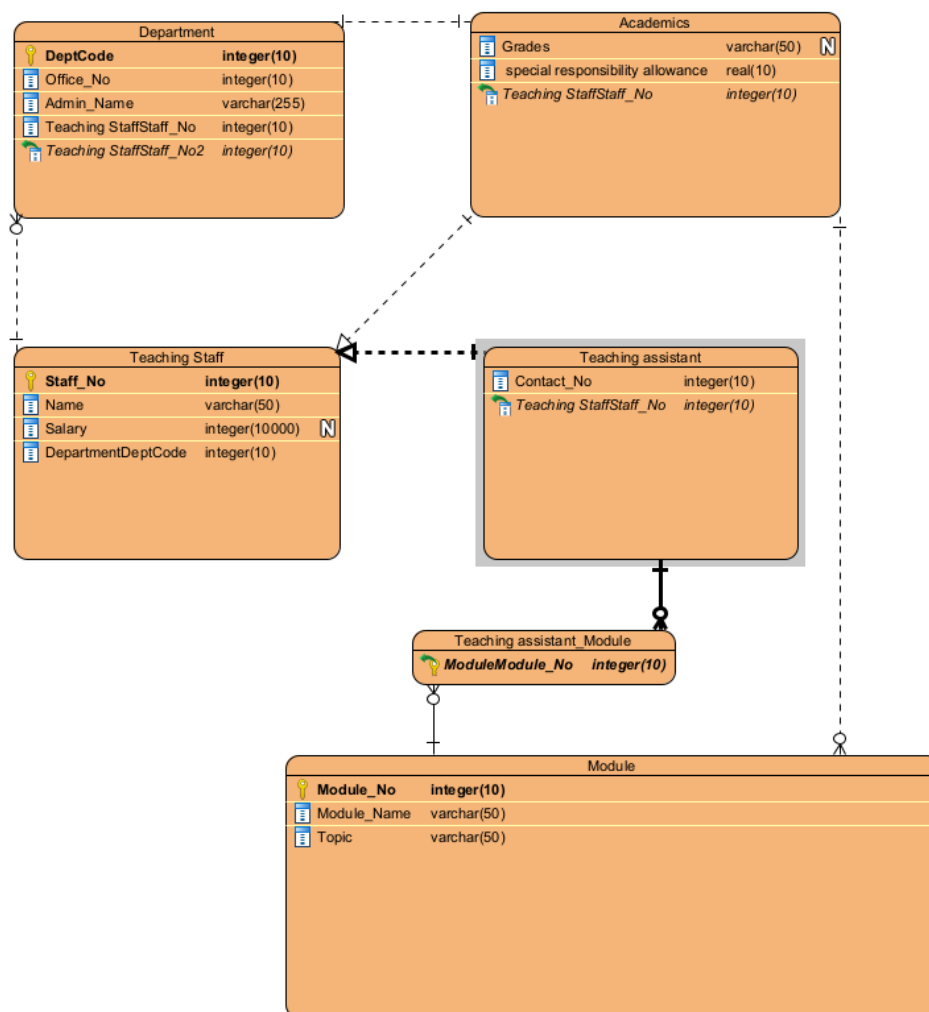 Department
DeptCode integer(10)
Office_No integer(10)
Admin_Name varchar(255)
Teaching StaffStaff_No integer(10)
Teaching StaffStaff_No2 integer(10)
Academics
Grades varchar(50) N
special responsibility allowance real(10)
Teaching StaffStaff_No integer(10)
Teaching Staff
Staff_No integer(10)
Name varchar(50)
Salary integer(10000) N
DepartmentDeptCode integer(10)
Teaching assistant
Contact_No integer(10)
Teaching StaffStaff_No integer(10)
Teaching assistant_Module
ModuleModule_No integer(10)
Module
Module_No integer(10)
Module_Name varchar(50)
Topic varchar(50)